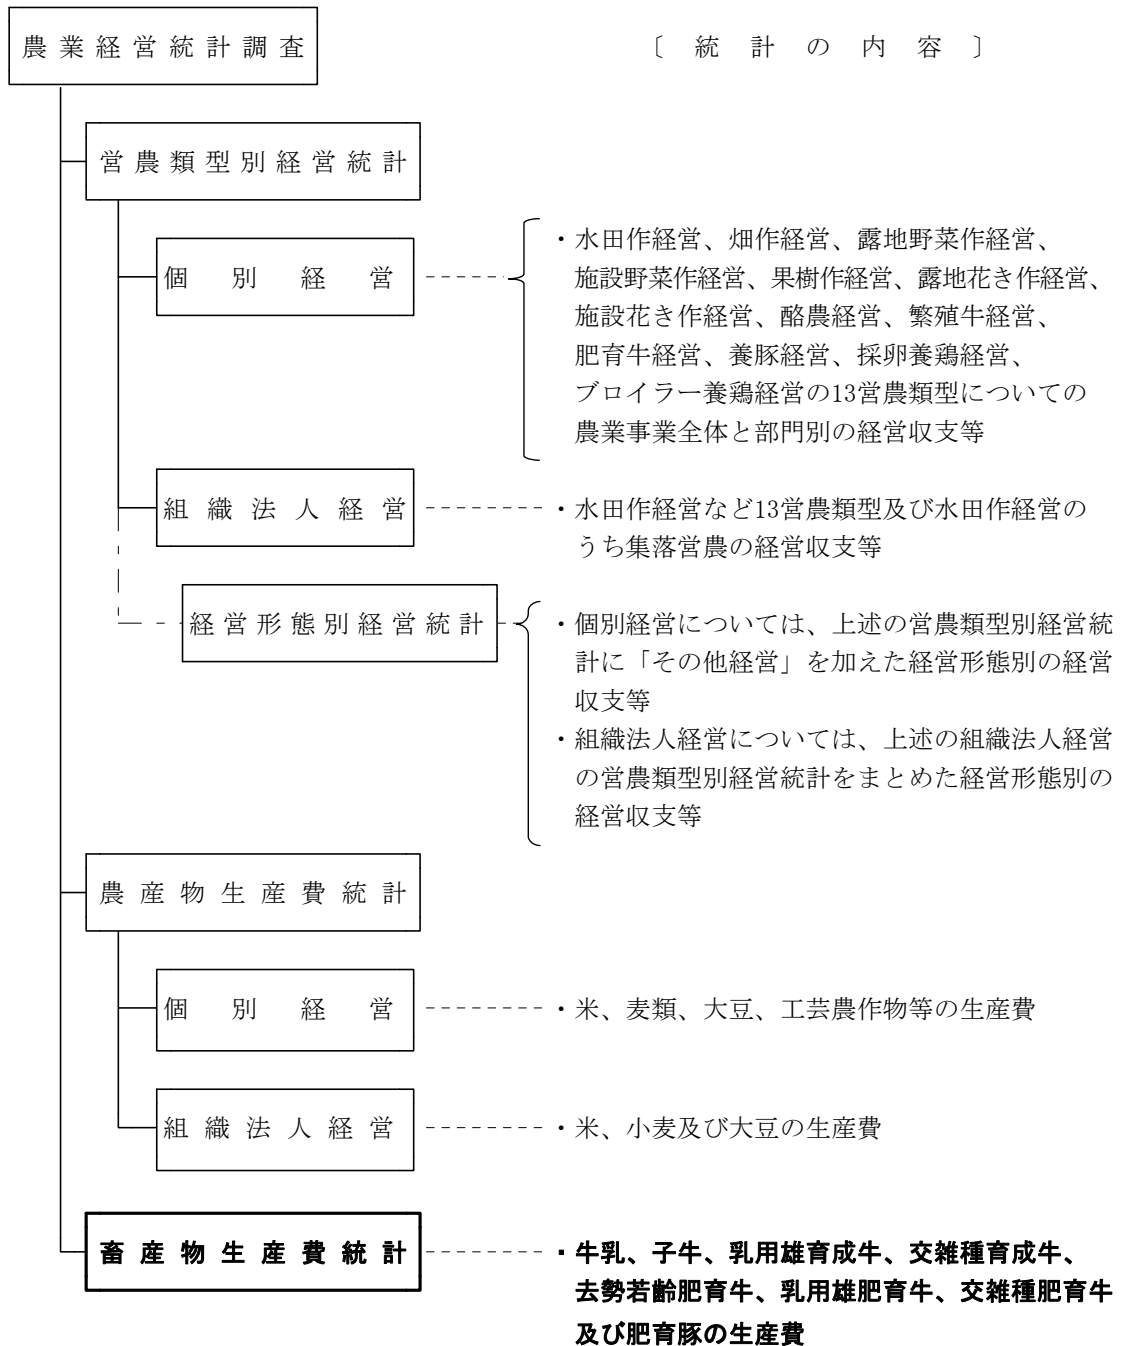 農業経営統計調査
〔統計の内容〕
営農類型別経営統計
個別経営
・水田作経営、畑作経営、露地野菜作経営、
施設野菜作経営、果樹作経営、露地花き作経営、
施設花き作経営、酪農経営、繁殖牛経営、
肥育牛経営、養豚経営、採卵養鶏経営、
ブロイラー養鶏経営の13営農類型についての
農業事業全体と部門別の経営収支等
組織法人経営
・水田作経営など13営農類型及び水田作経営の
うち集落営農の経営収支等
経営形態別経営統計
・個別経営については、上述の営農類型別経営統
計に「その他経営」を加えた経営形態別の経営
収支等
・組織法人経営については、上述の組織法人経営
の営農類型別経営統計をまとめた経営形態別の
経営収支等
農産物生産費統計
個別経営
・米、麦類、大豆、工芸農作物等の生産費
組織法人経営
・米、小麦及び大豆の生産費
畜産物生産費統計
・牛乳、子牛、乳用雄育成牛、交雑種育成牛、
去勢若齢肥育牛、乳用雄肥育牛、交雑種肥育牛
及び肥育豚の生産費